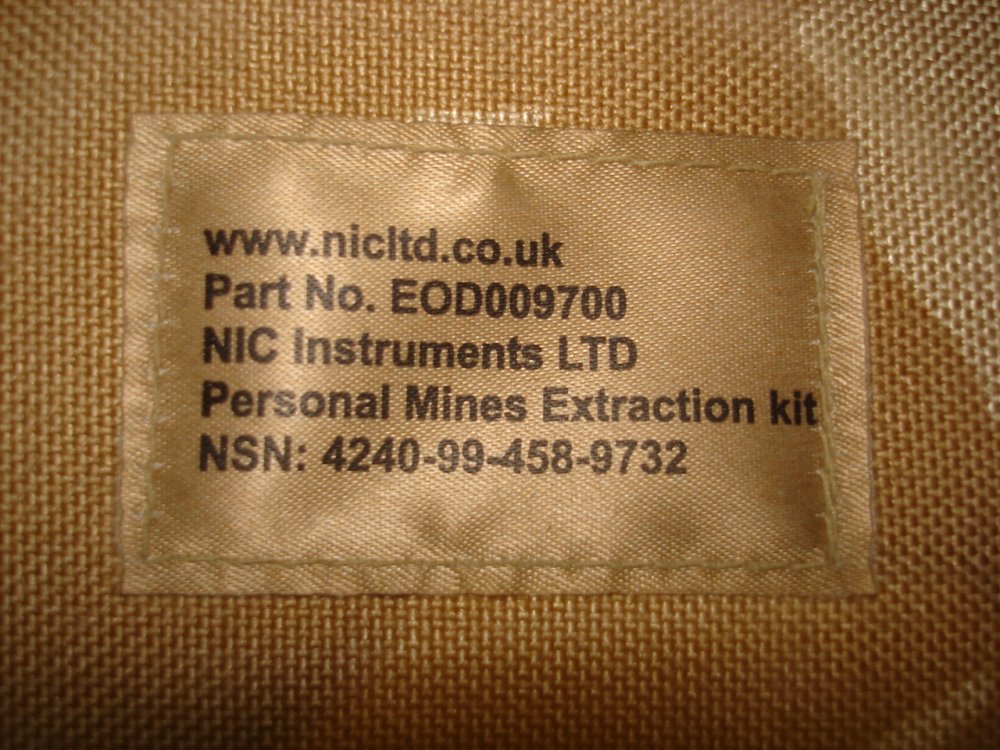 www.nicltd.co.uk
Part No. EOD009700
NIC Instruments LTD
Personal Mines Extraction kit
NSN: 4240-99-458-9732